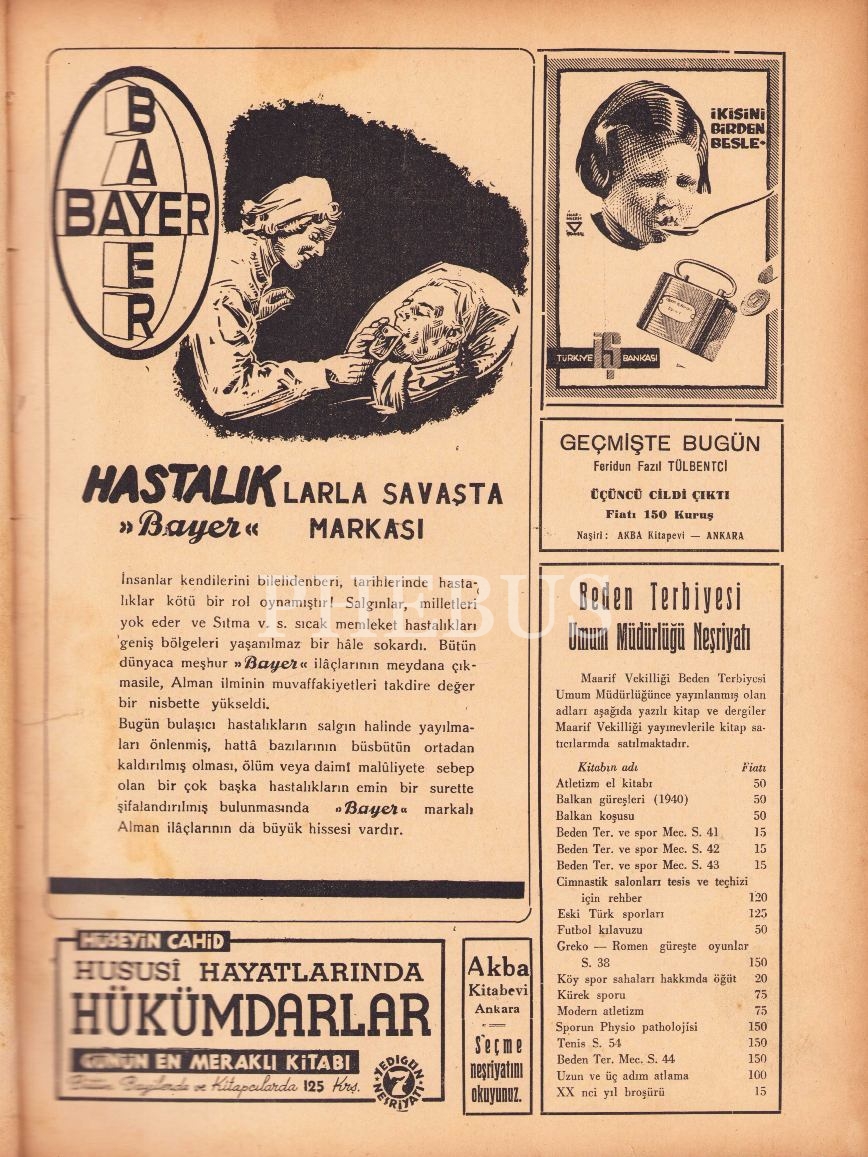 BAYER
BAYER
HASTALIKLARLA SAVAŞTA
»Bayer« MARKASI
İnsanlar kendilerini bilelidenberi, tarihlerinde hasta-
lıklar kötü bir rol oynamıştır! Salgınlar, milletleri
yok eder ve Sıtma v. s. sıcak memleket hastalıkları
geniş bölgeleri yaşanılmaz bir hâle sokardı. Bütün
dünyaca meşhur »Bayer« ilâçlarının meydana çık-
masile, Alman ilminin muvaffakiyetleri takdire değer
bir nisbette yükseldi.
Bugün bulaşıcı hastalıkların salgın halinde yayılma-
ları önlenmiş, hattâ bazılarının büsbütün ortadan
kaldırılmış olması, ölüm veya daimî malûliyete sebep
olan bir çok başka hastalıkların emin bir surette
şifalandırılmış bulunmasında »Bayer« markalı
Alman ilâçlarının da büyük hissesi vardır.
PHEBUS
HÜSEYİN CAHİD
HUSUSÎ HAYATLARINDA
HÜKÜMDARLAR
GÜNÜN EN MERAKLI KİTABI
Bütün Bayilerde ve Kitapcılarda 125 Krş.
YEDİGÜN
7
NEŞRİYATI
Akba
Kitabevi
Ankara
Seçme
neşriyatını
okuyunuz.
İKİSİNİ
BİRDEN
BESLE.
TÜRKİYE İŞ BANKASI
GEÇMİŞTE BUGÜN
Feridun Fazıl TÜLBENTCİ
ÜÇÜNCÜ CİLDİ ÇIKTI
Fiatı 150 Kuruş
Naşiri: AKBA Kitapevi — ANKARA
Beden Terbiyesi
Umum Müdürlüğü Neşriyatı
Maarif Vekilliği Beden Terbiyesi
Umum Müdürlüğünce yayınlanmış olan
adları aşağıda yazılı kitap ve dergiler
Maarif Vekilliği yayınevlerile kitap sa-
tıcılarında satılmaktadır.
Kitabın adı Fiatı
Atletizm el kitabı 50
Balkan güreşleri (1940) 50
Balkan koşusu 50
Beden Ter. ve spor Mec. S. 41 15
Beden Ter. ve spor Mec. S. 42 15
Beden Ter. ve spor Mec. S. 43 15
Cimnastik salonları tesis ve teçhizi
için rehber 120
Eski Türk sporları 125
Futbol kılavuzu 50
Greko — Romen güreşte oyunlar
S. 38 150
Köy spor sahaları hakkında öğüt 20
Kürek sporu 75
Modern atletizm 75
Sporun Physio patholojisi 150
Tenis S. 54 150
Beden Ter. Mec. S. 44 150
Uzun ve üç adım atlama 100
XX nci yıl broşürü 15